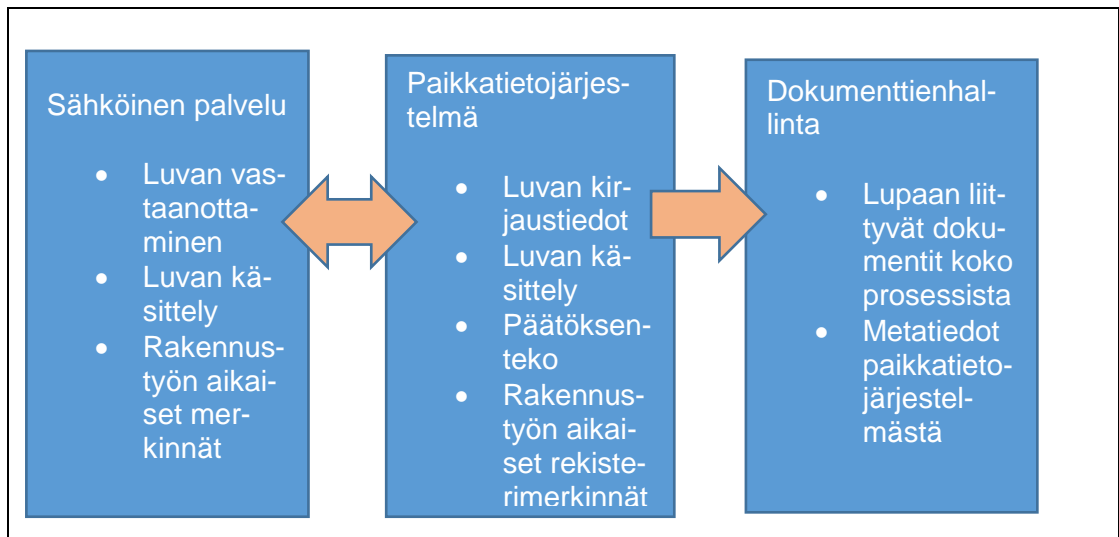 Sähköinen palvelu
• Luvan vas-
taanotta-
minen
• Luvan kä-
sittely
• Rakennus-
työn aikai-
set mer-
kinnät
Paikkatietojärjes-
telmä
• Luvan kir-
jaustiedot
• Luvan kä-
sittely
• Päätöksen-
teko
• Rakennus-
työn aikai-
set rekiste-
rimerkinnät
Dokumenttienhal-
linta
• Lupaan liit-
tyvät doku-
mentit koko
prosessista
• Metatiedot
paikkatieto-
järjestel-
mästä